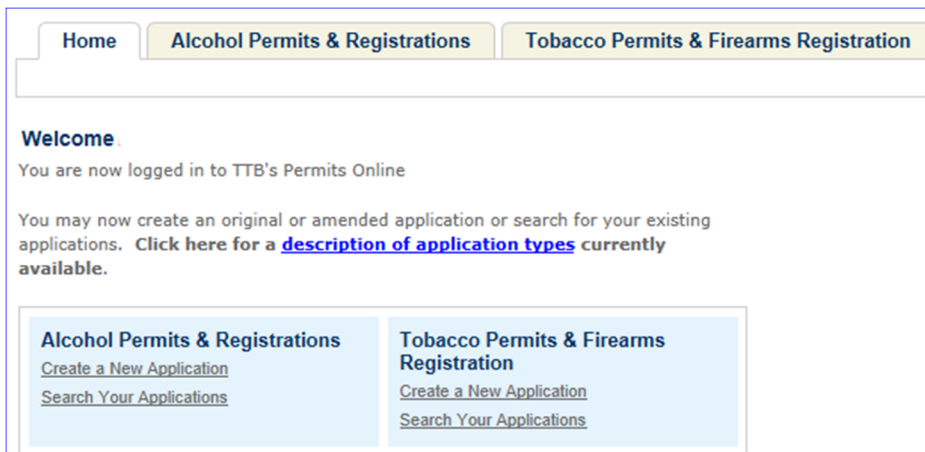 Home
Alcohol Permits & Registrations
Tobacco Permits & Firearms Registration
Welcome
You are now logged in to TTB's Permits Online
You may now create an original or amended application or search for your existing
applications. Click here for a description of application types currently
available.
Alcohol Permits & Registrations
Create a New Application
Search Your Applications
Tobacco Permits & Firearms
Registration
Create a New Application
Search Your Applications